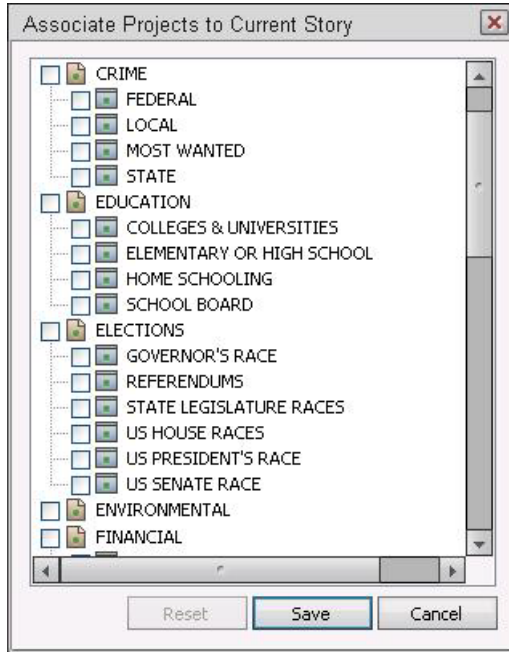 Associate Projects to Current Story
CRIME
FEDERAL
LOCAL
MOST WANTED
STATE
EDUCATION
COLLEGES & UNIVERSITIES
ELEMENTARY OR HIGH SCHOOL
HOME SCHOOLING
SCHOOL BOARD
ELECTIONS
GOVERNOR'S RACE
REFERENDUMS
STATE LEGISLATURE RACES
US HOUSE RACES
US PRESIDENT'S RACE
US SENATE RACE
ENVIRONMENTAL
FINANCIAL
Reset Save Cancel